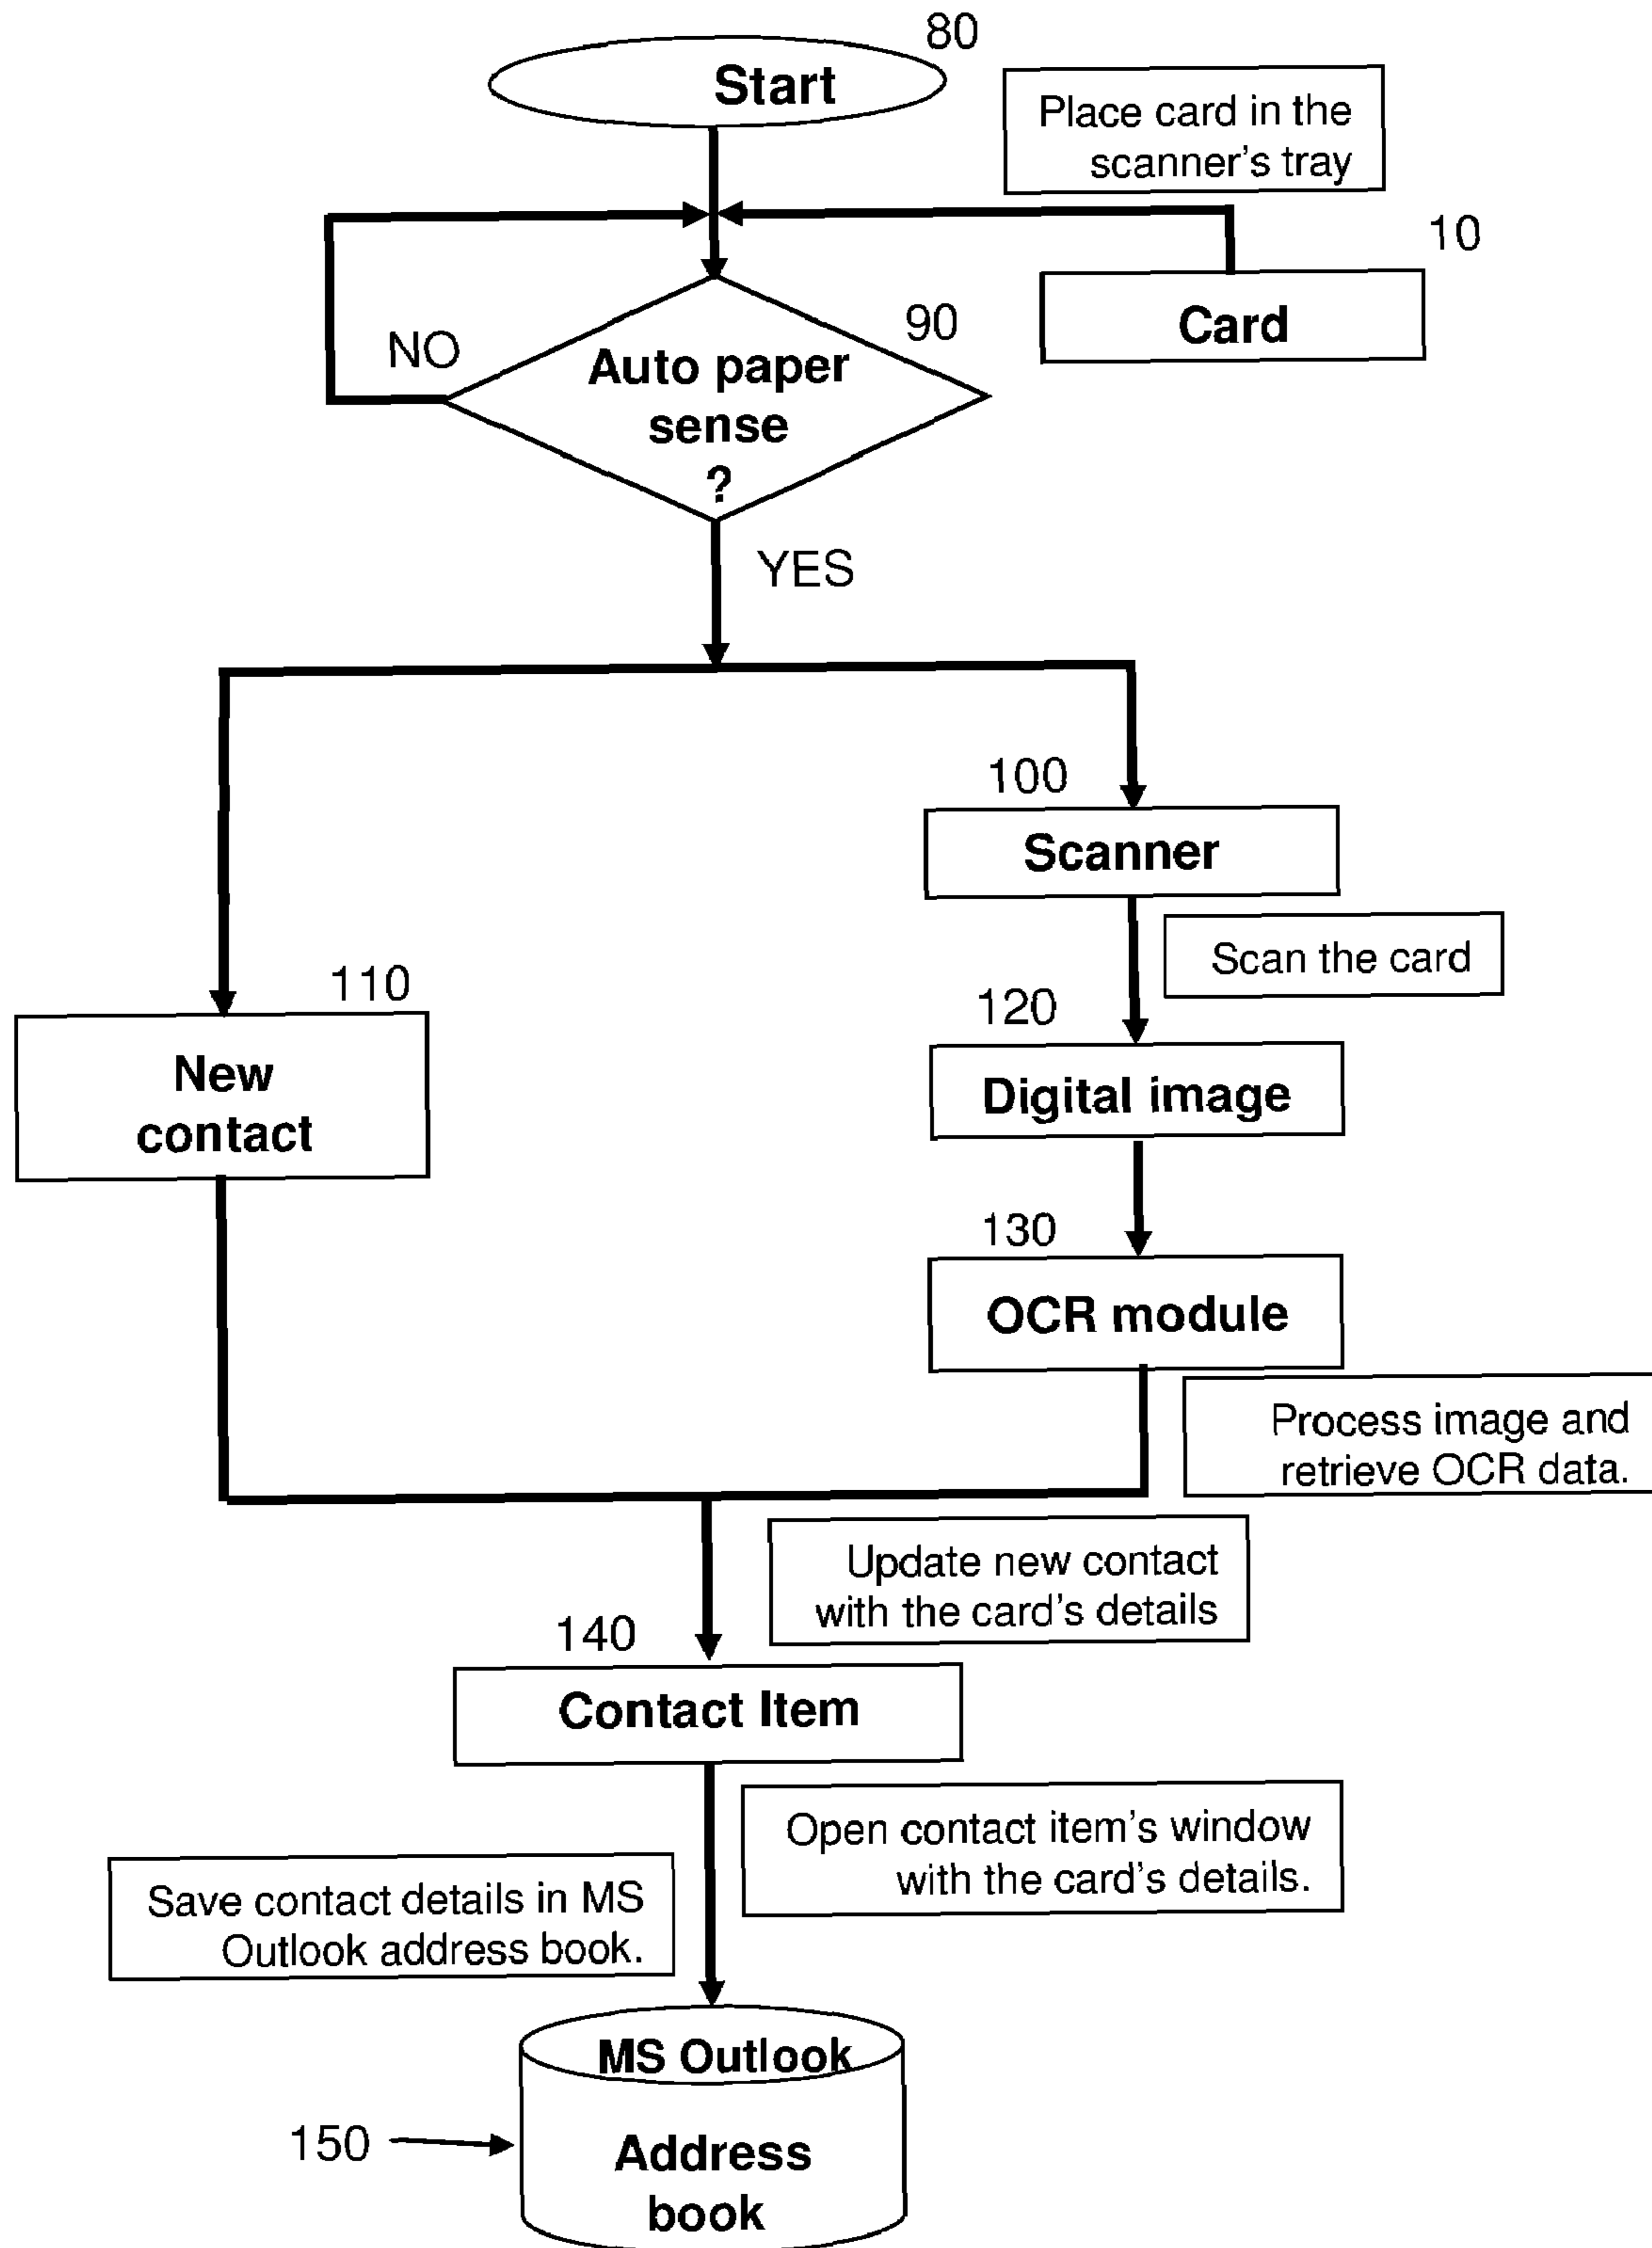 80
Start
Place card in the
scanner's tray
10
Card
90
NO
Auto paper
sense
?
YES
100
Scanner
Scan the card
110
New
contact
120
Digital image
130
OCR module
Process image and
retrieve OCR data.
Update new contact
with the card's details
140
Contact Item
Open contact item's window
with the card's details.
Save contact details in MS
Outlook address book.
MS Outlook
150
Address
book